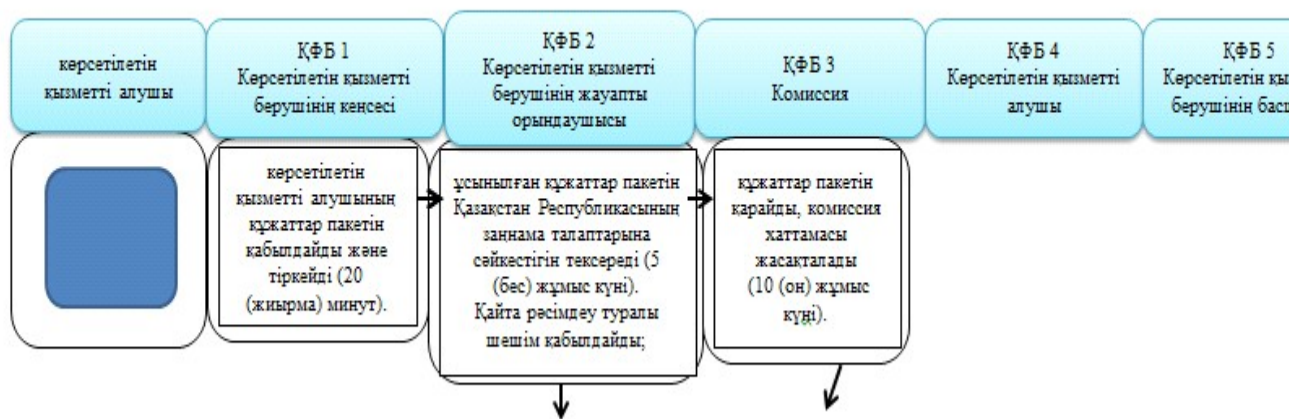 көрсетілетін
қызметті алушы
ҚФБ 1
Көрсетілетін қызметті
берушінің кеңсесі
ҚФБ 2
Көрсетілетін қызметті
берушінің жауапты
орындаушысы
ҚФБ 3
Комиссия
ҚФБ 4
Көрсетілетін қызметті
алушы
ҚФБ 5
Көрсетілетін
берушінің
көрсетілетін
қызметті алушының
құжаттар пакетін
қабылдайды және
тіркейді (20
(жиырма) минут).
ұсынылған құжаттар пакетін
Қазақстан Республикасының
заңнама талаптарына
сәйкестігін тексереді (5
(бес) жұмыс күні).
Қайта рәсімдеу туралы
шешім қабылдайды;
құжаттар пакетін
қарайды, комиссия
хаттамасы
жасақталады
(10 (он) жұмыс
күні).